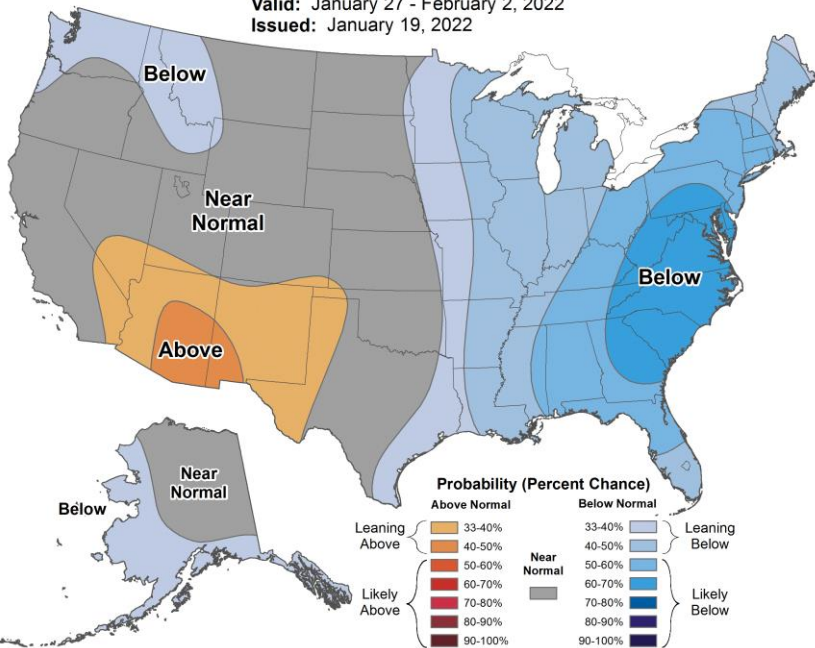 Valid: January 27 - February 2, 2022
Issued: January 19, 2022
Below
Near
Normal
Below
Above
Near
Normal
Below
Probability (Percent Chance)
Above Normal
Below Normal
Leaning
Above
33-40%
40-50%
Likely
Above
50-60%
60-70%
70-80%
80-90%
90-100%
Near
Normal
33-40%
40-50%
Leaning
Below
50-60%
60-70%
70-80%
80-90%
90-100%
Likely
Below